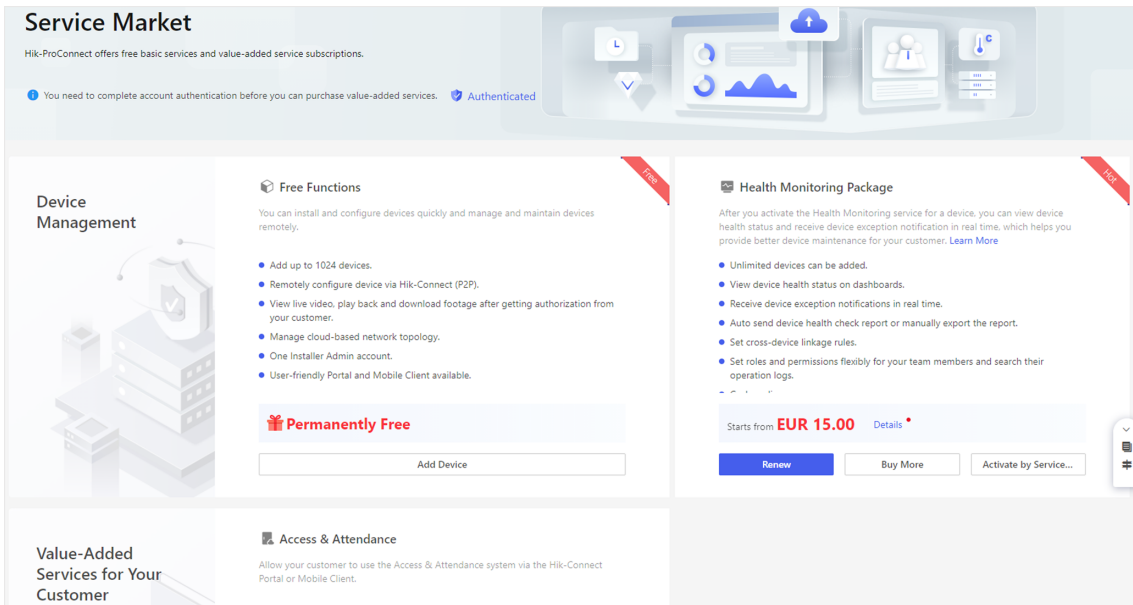 Service Market
Hik-ProConnect offers free basic services and value-added service subscriptions.
You need to complete account authentication before you can purchase value-added services.
Authenticated
Device
Management
Free Functions
Free
You can install and configure devices quickly and manage and maintain devices
remotely.
Add up to 1024 devices.
Remotely configure device via Hik-Connect (P2P).
View live video, play back and download footage after getting authorization from
your customer.
Manage cloud-based network topology.
One Installer Admin account.
User-friendly Portal and Mobile Client available.
Permanently Free
Add Device
Health Monitoring Package
Hot
After you activate the Health Monitoring service for a device, you can view device
health status and receive device exception notification in real time, which helps you
provide better device maintenance for your customer. Learn More
Unlimited devices can be added.
View device health status on dashboards.
Receive device exception notifications in real time.
Auto send device health check report or manually export the report.
Set cross-device linkage rules.
Set roles and permissions flexibly for your team members and search their
operation logs.
Starts from EUR 15.00 Details
Renew
Buy More
Activate by Service...
Value-Added
Services for Your
Customer
Access & Attendance
Allow your customer to use the Access & Attendance system via the Hik-Connect
Portal or Mobile Client.